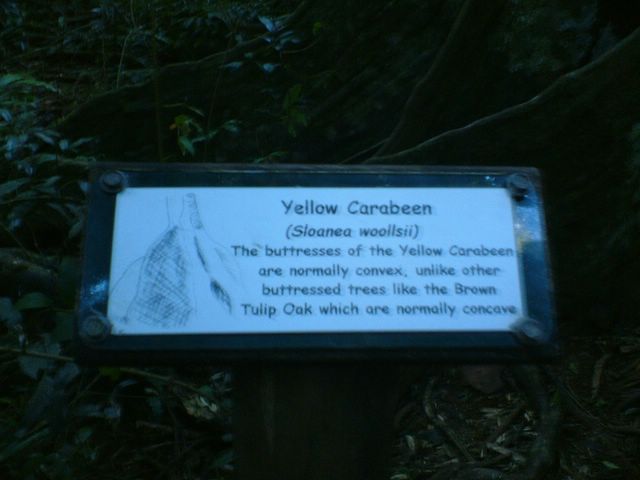 Yellow Carabeen
(Sloanea woollsii)
The buttresses of the Yellow Carabeen
are normally convex, unlike other
buttressed trees like the Brown
Tulip Oak which are normally concave